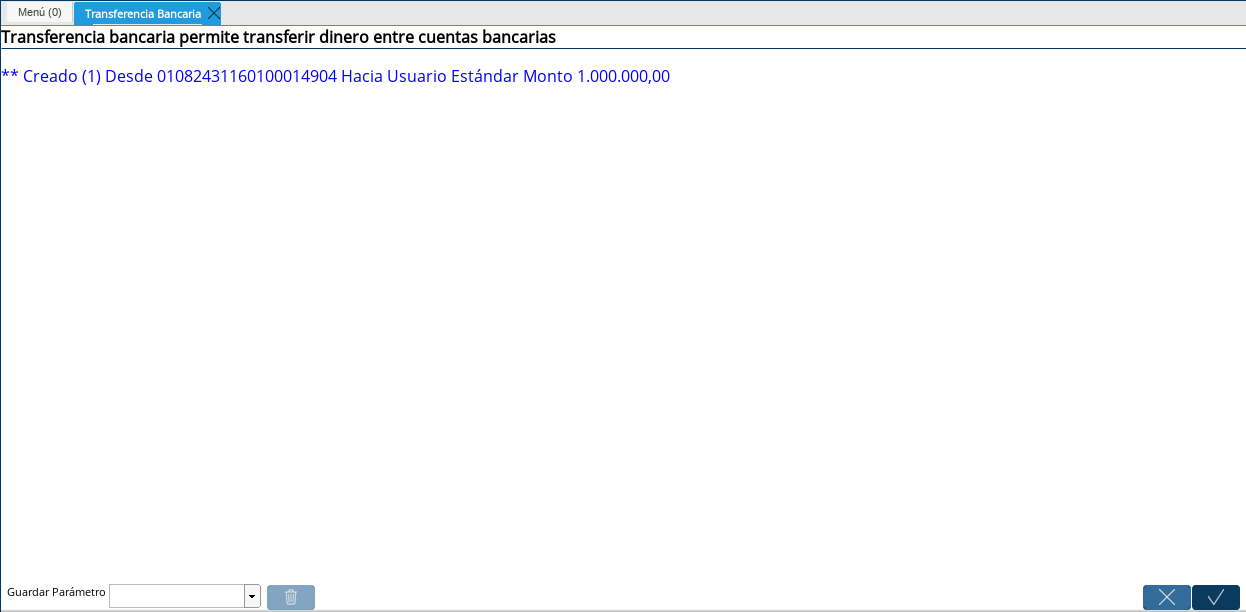 Menú (0)
Transferencia Bancaria
Transferencia bancaria permite transferir dinero entre cuentas bancarias
** Creado (1) Desde 01082431160100014904 Hacia Usuario Estándar Monto 1.000.000,00
Guardar Parámetro